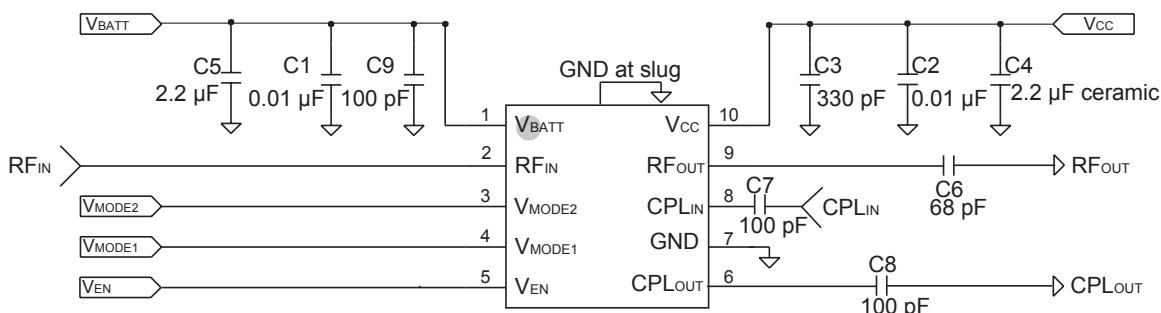 VBATT
VCC
C5
2.2 µF
C1
0.01 µF
C9
100 pF
GND at slug
C3
330 pF
C2
0.01 µF
C4
2.2 µF ceramic
1
VBATT
VCC
10
RFIN
2
RFIN
RFOUT
9
C6
68 pF
RFOUT
VMODE2
3
VMODE2
CPLIN
8
C7
100 pF
CPLIN
VMODE1
4
VMODE1
GND
7
VEN
5
VEN
CPLOUT
6
C8
100 pF
CPLOUT